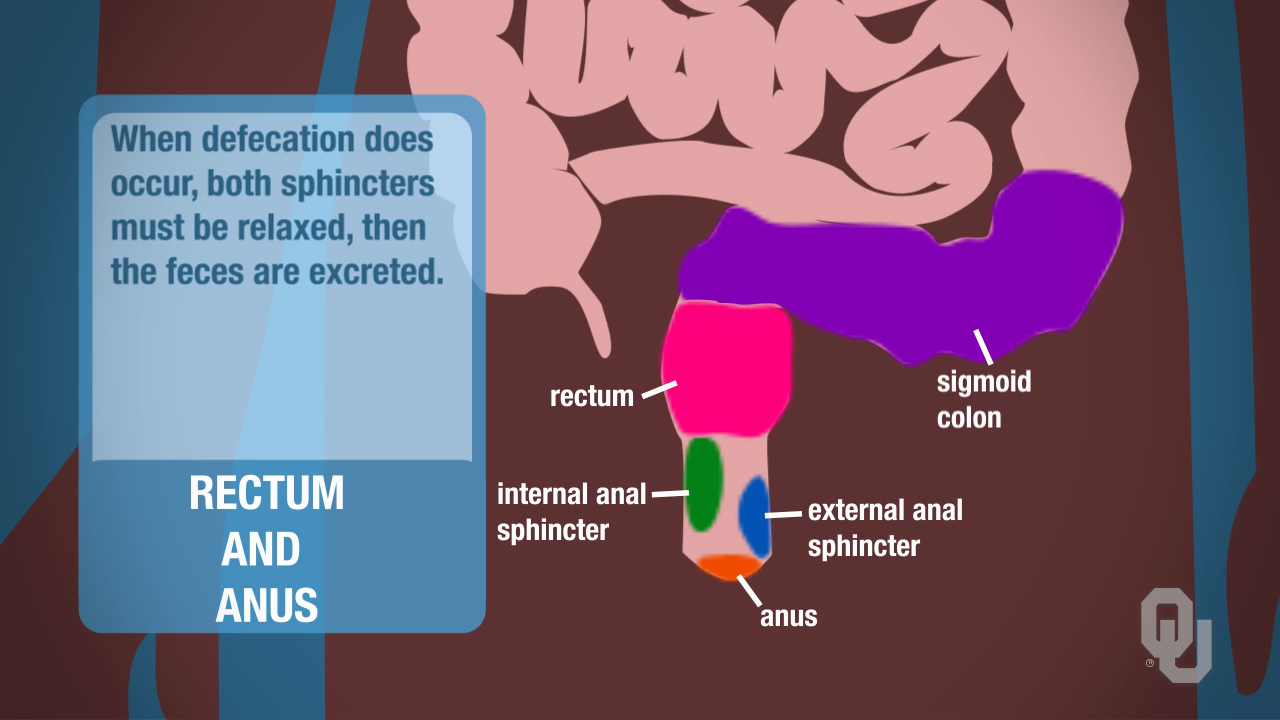 When defecation does
occur, both sphincters
must be relaxed, then
the feces are excreted.
RECTUM
AND
ANUS
rectum
sigmoid
colon
internal anal
sphincter
external anal
sphincter
anus
OU
®